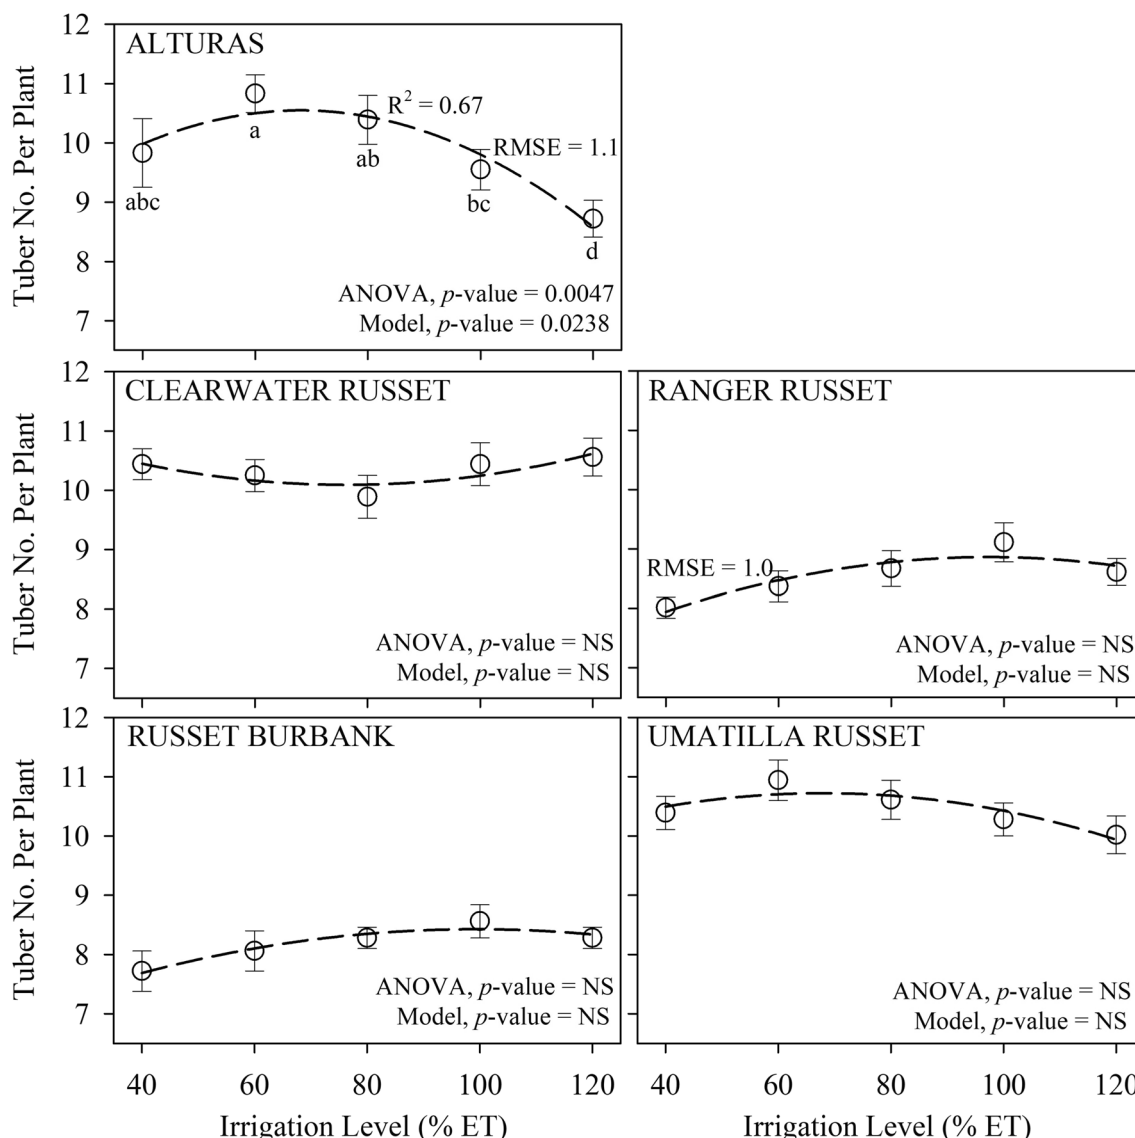 12
ALTURAS
11
10
9
8
7
Tuber No. Per Plant
R² = 0.67
RMSE = 1.1
abc
a
ab
bc
d
ANOVA, p-value = 0.0047
Model, p-value = 0.0238
12
CLEARWATER RUSSET
11
10
9
8
7
Tuber No. Per Plant
ANOVA, p-value = NS
Model, p-value = NS
RANGER RUSSET
RMSE = 1.0
ANOVA, p-value = NS
Model, p-value = NS
12
RUSSET BURBANK
11
10
9
8
7
Tuber No. Per Plant
ANOVA, p-value = NS
Model, p-value = NS
40 60 80 100 120
Irrigation Level (% ET)
UMATILLA RUSSET
ANOVA, p-value = NS
Model, p-value = NS
40 60 80 100 120
Irrigation Level (% ET)